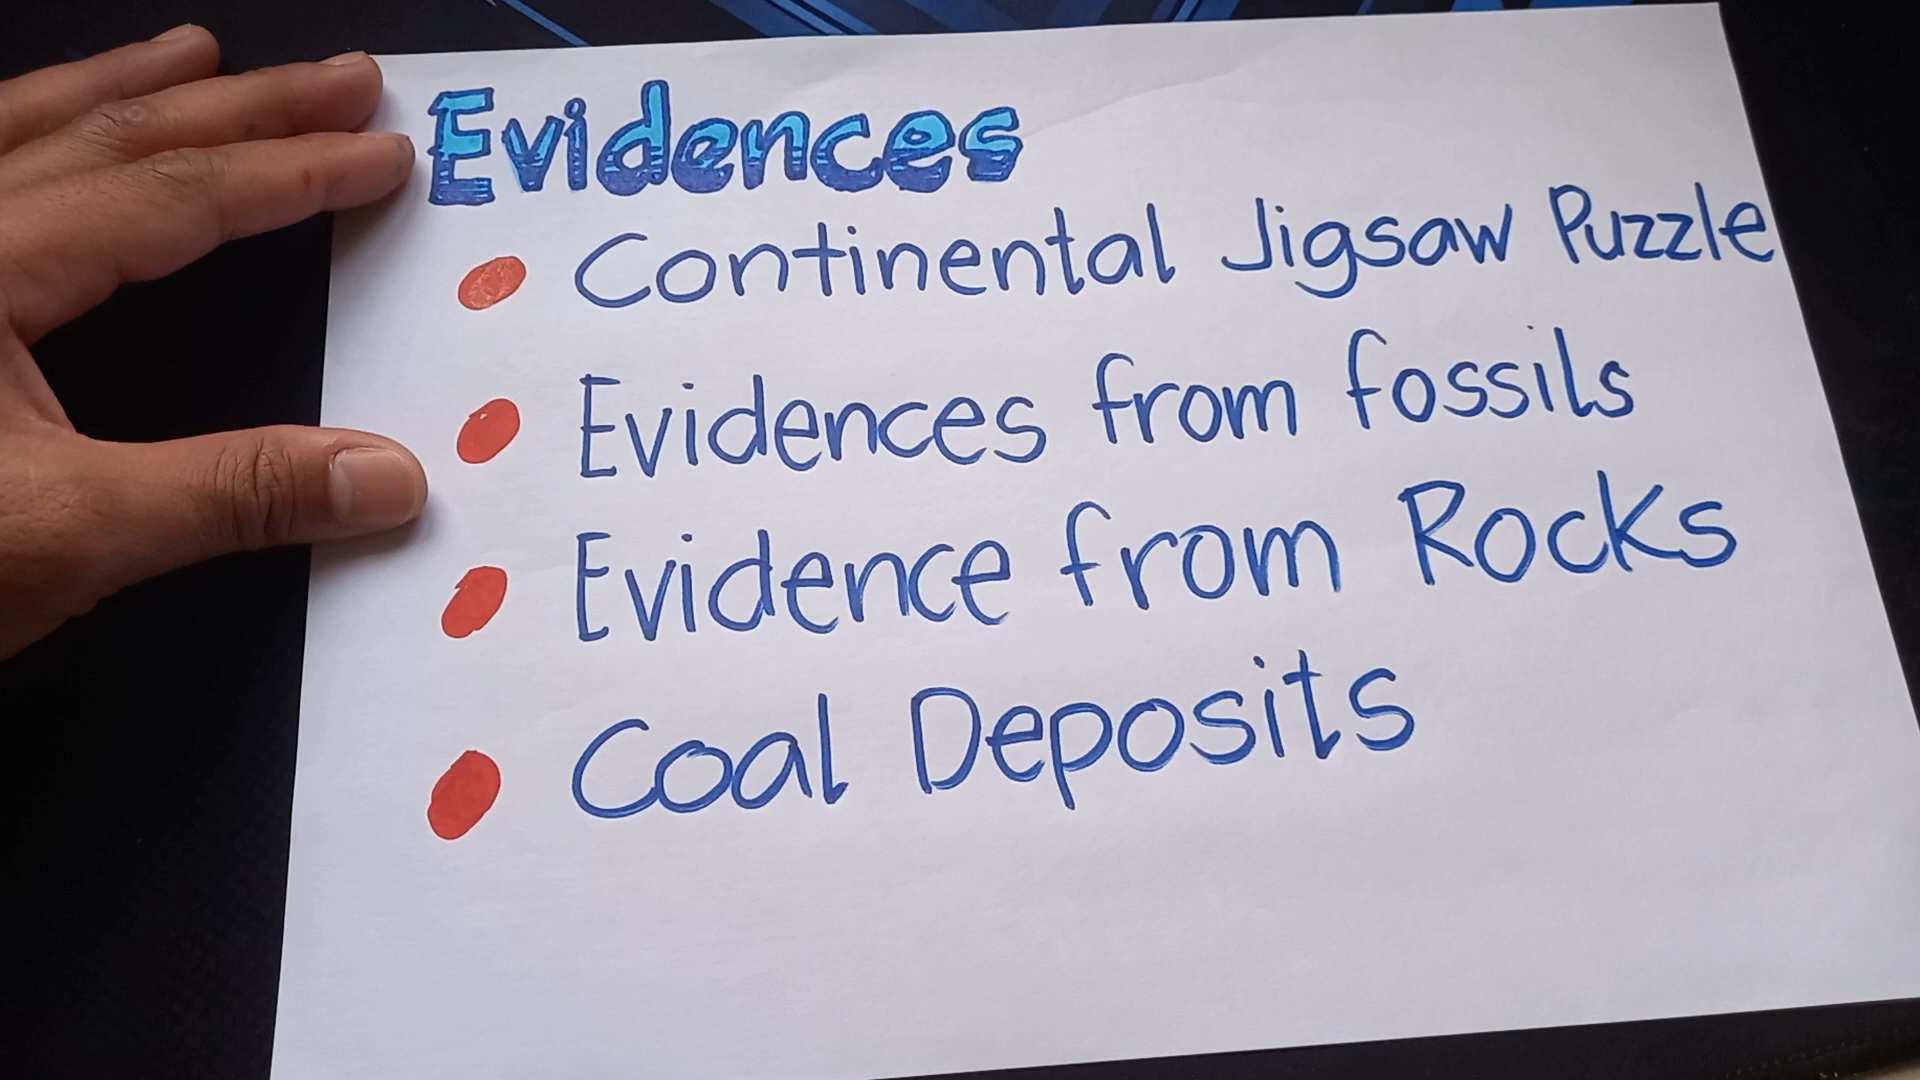 Evidences
Continental Jigsaw Puzzle
Evidences from fossils
Evidence from Rocks
Coal Deposits